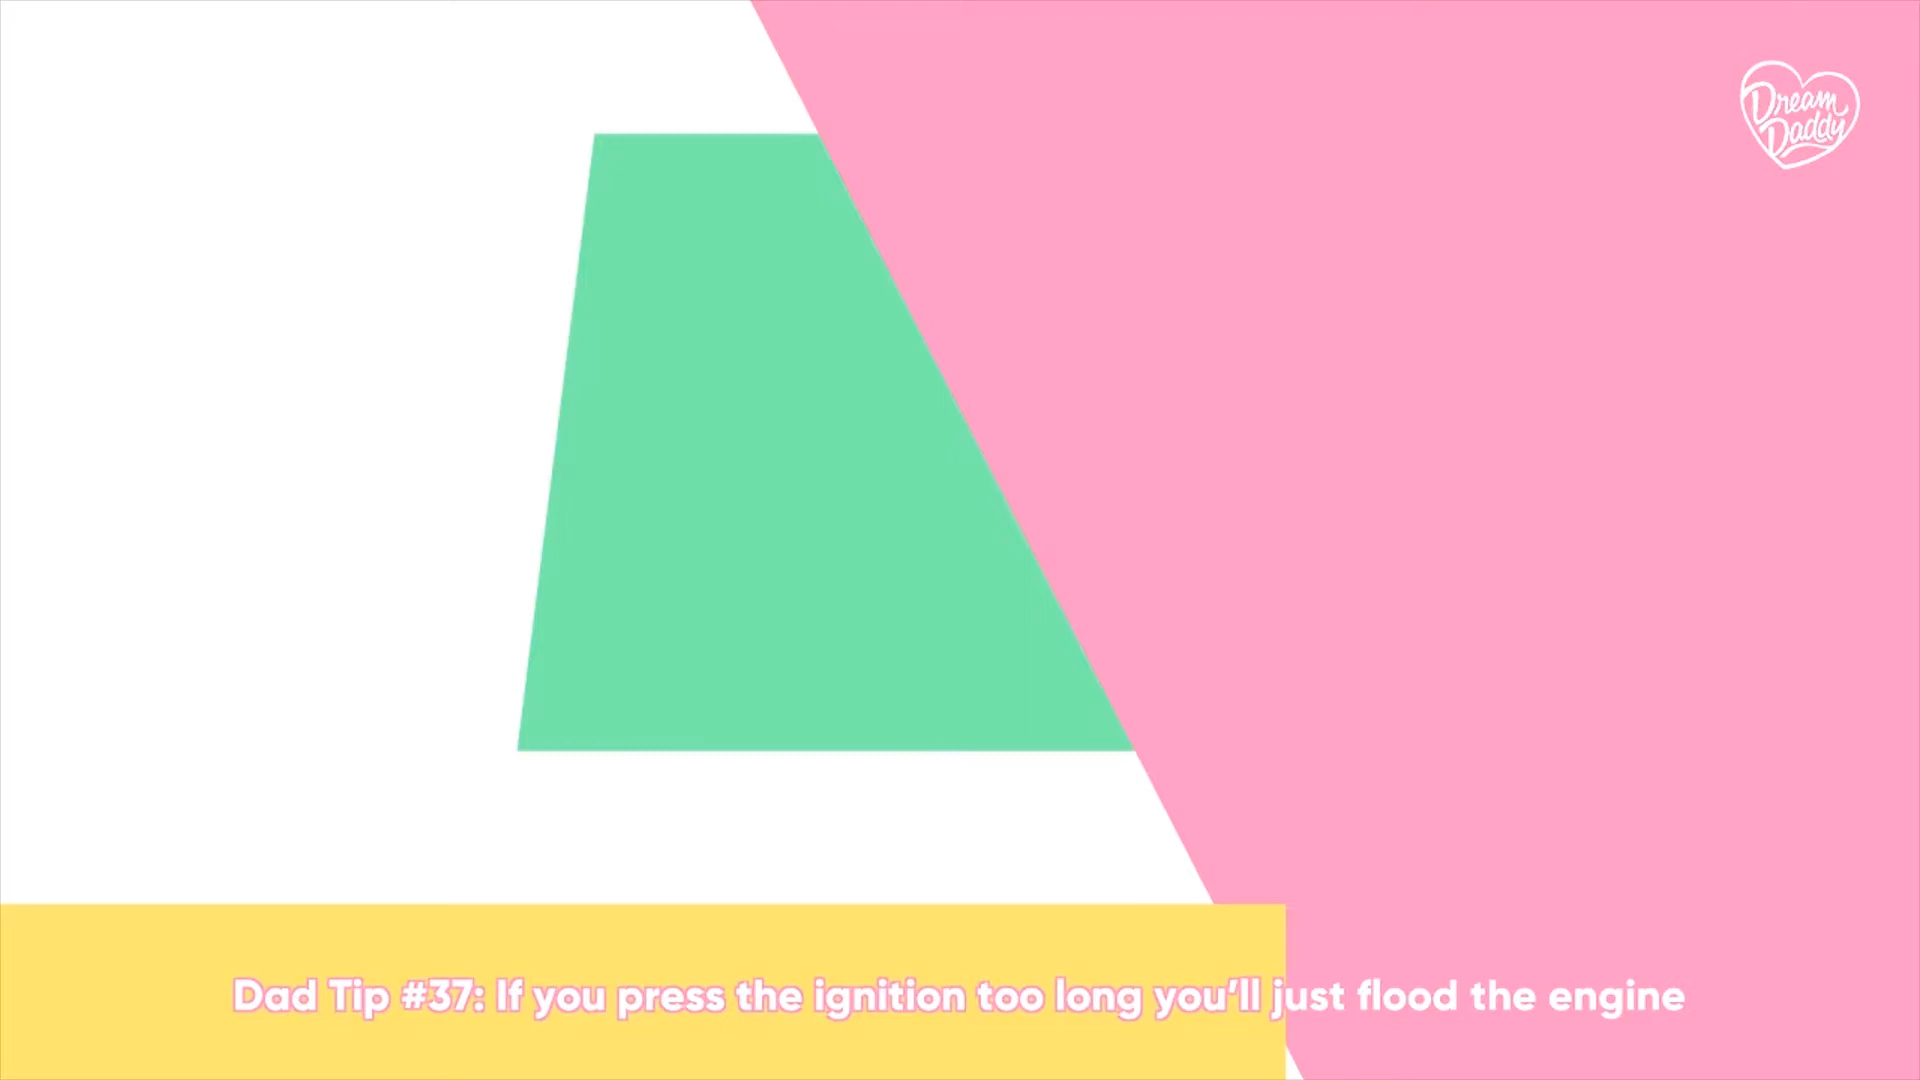 Dream
Daddy
Dad Tip #37: If you press the ignition too long you’ll just flood the engine